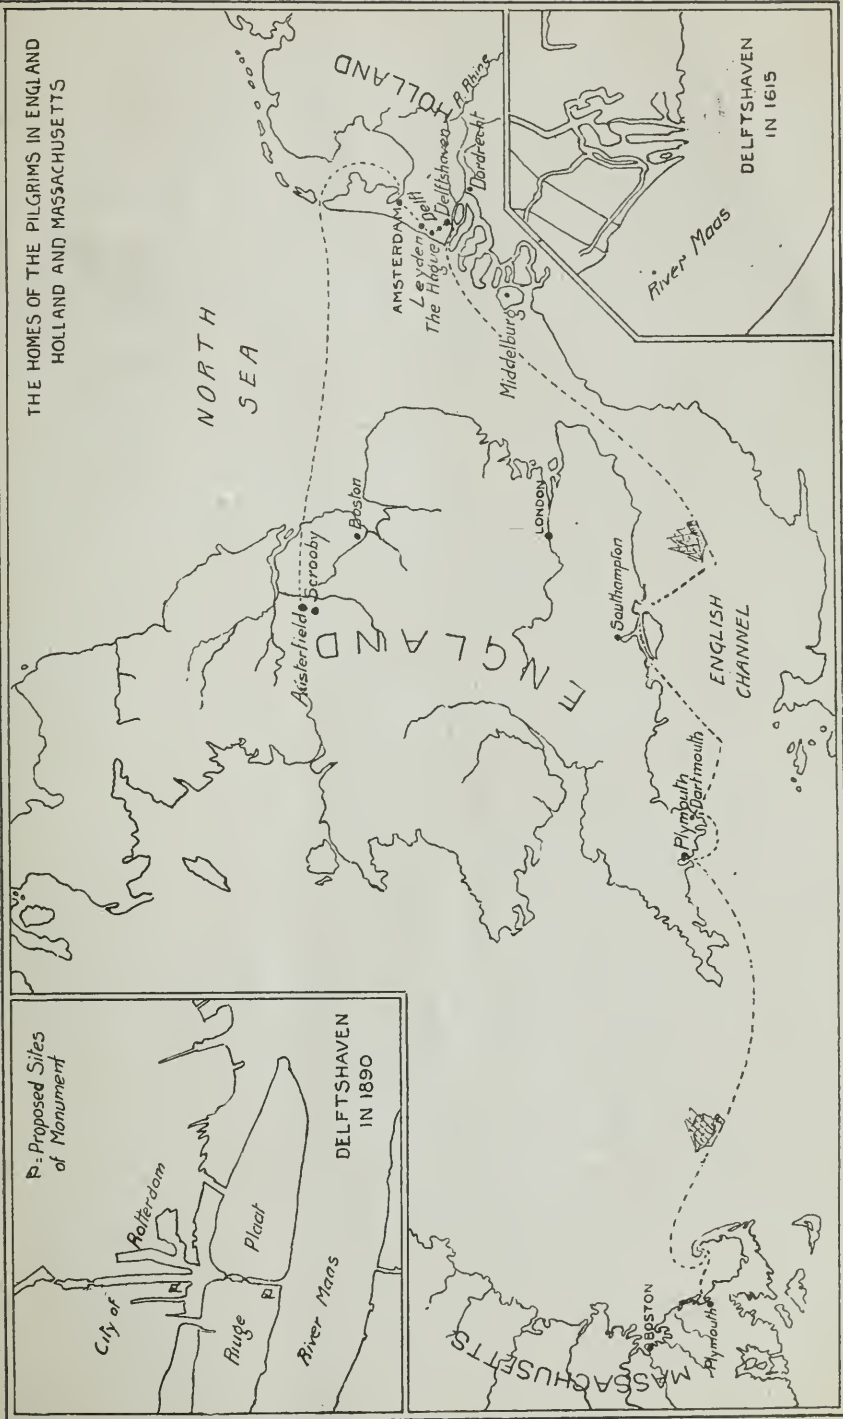 THE HOMES OF THE PILGRIMS IN ENGLAND
HOLLAND AND MASSACHUSETTS
P=Proposed Sites
of Monument
City of
Rotterdam
P
P
Plaat
Ruige
River Maas
DELFTSHAVEN
IN 1890
NORTH
SEA
HOLLAND
R. Rhine
AMSTERDAM
Leyden
Delft
The Hague
Delftshaven
Dordrecht
Middelburg
DELFTSHAVEN
IN 1615
River Maas
ENGLAND
Austerfield
Scrooby
Boston
LONDON
Southampton
Plymouth
Dartmouth
ENGLISH
CHANNEL
MASSACHUSETTS
BOSTON
Plymouth